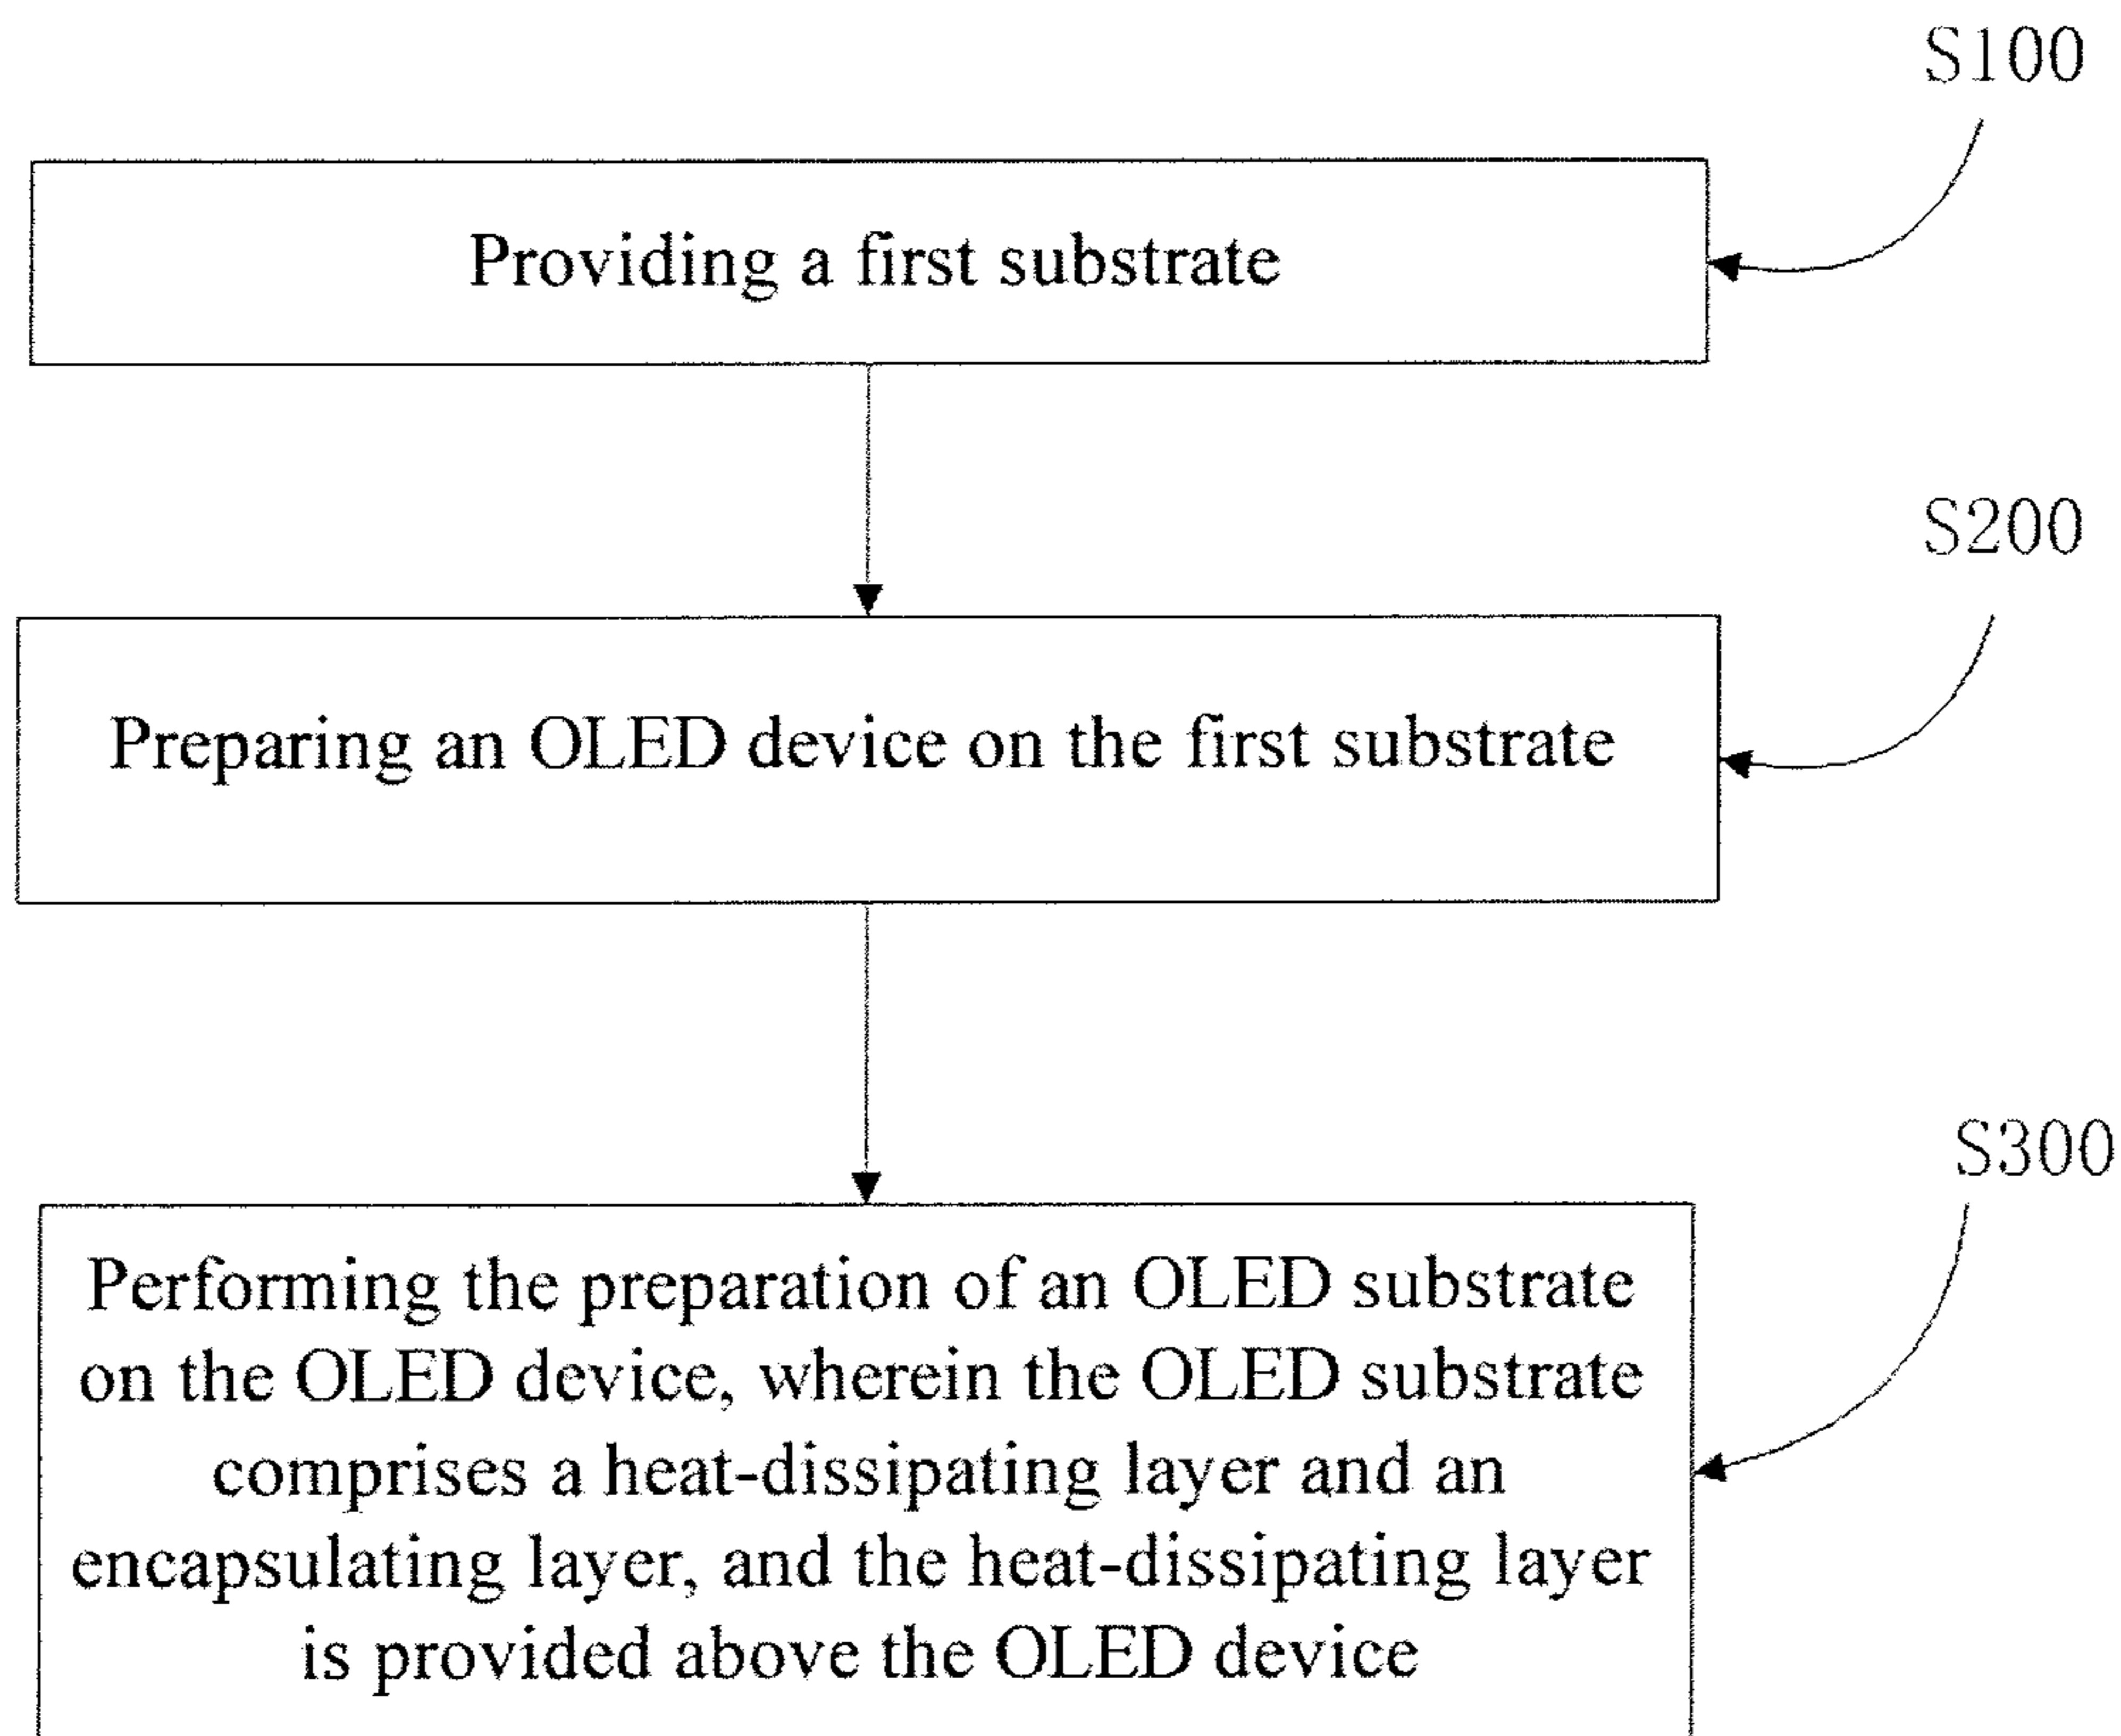 S100
Providing a first substrate
S200
Preparing an OLED device on the first substrate
S300
Performing the preparation of an OLED substrate
on the OLED device, wherein the OLED substrate
comprises a heat-dissipating layer and an
encapsulating layer, and the heat-dissipating layer
is provided above the OLED device